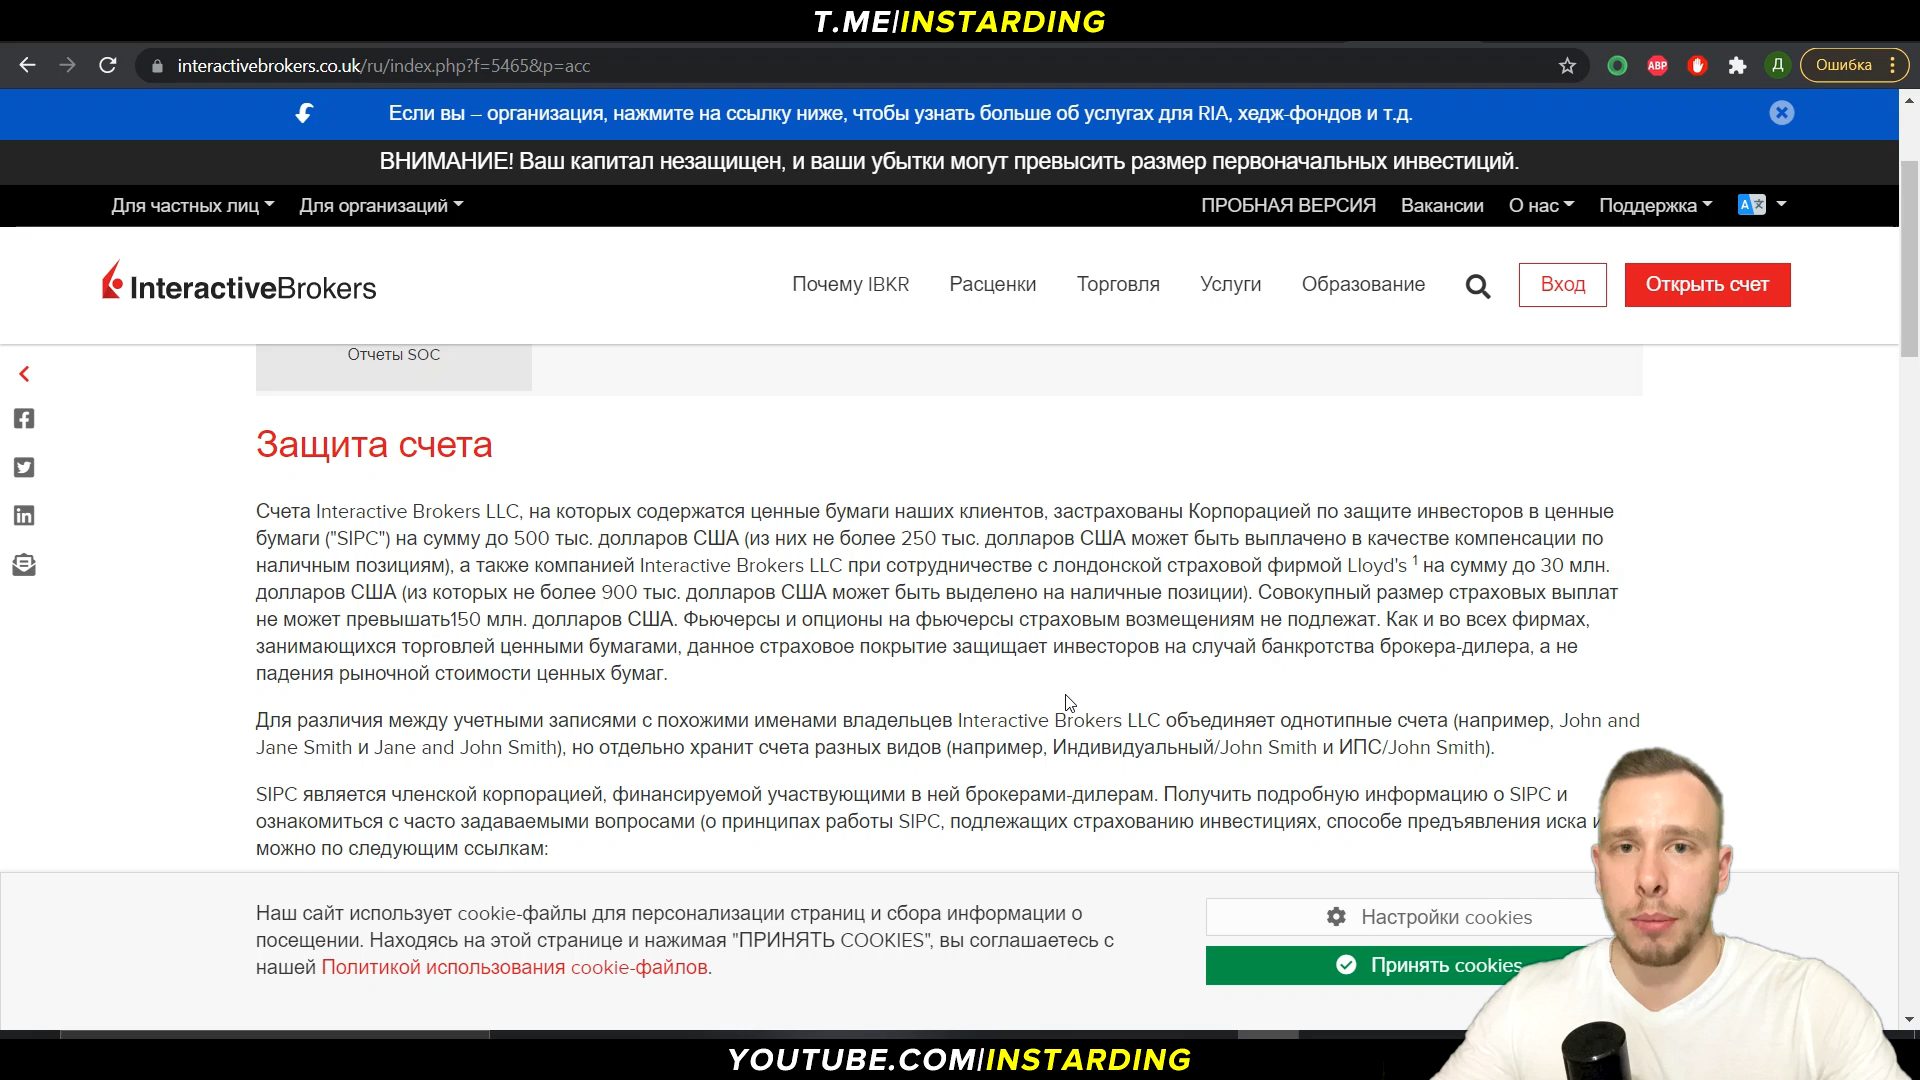 T.ME/INSTARDING
interactivebrokers.co.uk/ru/index.php?f=5465&p=acc
ABP
Д
Ошибка
Если вы – организация, нажмите на ссылку ниже, чтобы узнать больше об услугах для RIA, хедж-фондов и т.д.
ВНИМАНИЕ! Ваш капитал незащищен, и ваши убытки могут превысить размер первоначальных инвестиций.
Для частных лиц Для организаций ПРОБНАЯ ВЕРСИЯ Вакансии О нас Поддержка
InteractiveBrokers Почему IBKR Расценки Торговля Услуги Образование Вход Открыть счет
Отчеты SOC
Защита счета
Счета Interactive Brokers LLC, на которых содержатся ценные бумаги наших клиентов, застрахованы Корпорацией по защите инвесторов в ценные
бумаги ("SIPC") на сумму до 500 тыс. долларов США (из них не более 250 тыс. долларов США может быть выплачено в качестве компенсации по
наличным позициям), а также компанией Interactive Brokers LLC при сотрудничестве с лондонской страховой фирмой Lloyd's 1 на сумму до 30 млн.
долларов США (из которых не более 900 тыс. долларов США может быть выделено на наличные позиции). Совокупный размер страховых выплат
не может превышать150 млн. долларов США. Фьючерсы и опционы на фьючерсы страховым возмещениям не подлежат. Как и во всех фирмах,
занимающихся торговлей ценными бумагами, данное страховое покрытие защищает инвесторов на случай банкротства брокера-дилера, а не
падения рыночной стоимости ценных бумаг.
Для различия между учетными записями с похожими именами владельцев Interactive Brokers LLC объединяет однотипные счета (например, John and
Jane Smith и Jane and John Smith), но отдельно хранит счета разных видов (например, Индивидуальный/John Smith и ИПС/John Smith).
SIPC является членской корпорацией, финансируемой участвующими в ней брокерами-дилерам. Получить подробную информацию о SIPC и
ознакомиться с часто задаваемыми вопросами (о принципах работы SIPC, подлежащих страхованию инвестициях, способе предъявления иска и
можно по следующим ссылкам:
Наш сайт использует cookie-файлы для персонализации страниц и сбора информации о
посещении. Находясь на этой странице и нажимая "ПРИНЯТЬ COOKIES", вы соглашаетесь с
нашей Политикой использования cookie-файлов.
Настройки cookies
Принять cookies
YOUTUBE.COM/INSTARDING